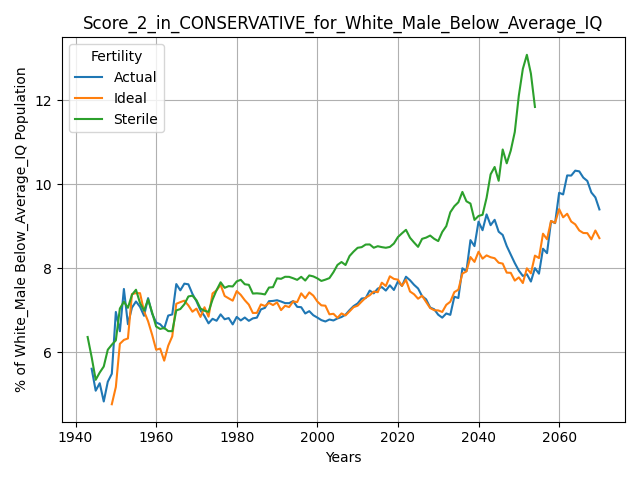 Score_2_in_CONSERVATIVE_for_White_Male_Below_Average_IQ
Fertility
Actual
Ideal
Sterile
% of White_Male Below_Average_IQ Population
12
10
8
6
1940
1960
1980
2000
2020
2040
2060
Years